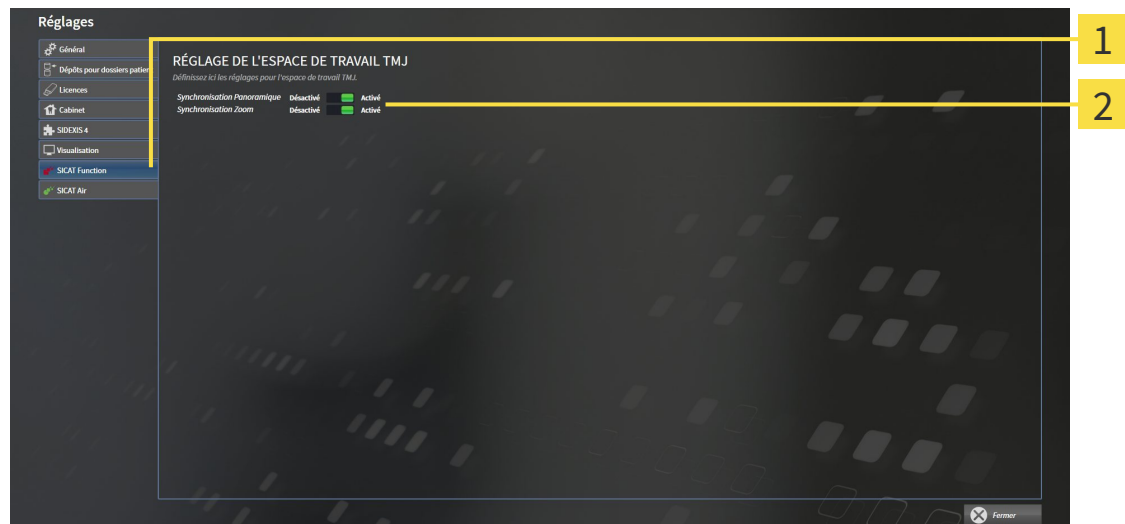 Réglages
Général
Dépôts pour dossiers patien
Licences
Cabinet
SIDEXIS 4
Visualisation
SICAT Function
SICAT Air
RÉGLAGE DE L'ESPACE DE TRAVAIL TMJ
Définissez ici les réglages pour l'espace de travail TMJ.
Synchronisation Panoramique Désactivé Activé
Synchronisation Zoom Désactivé Activé
Fermer
1
2